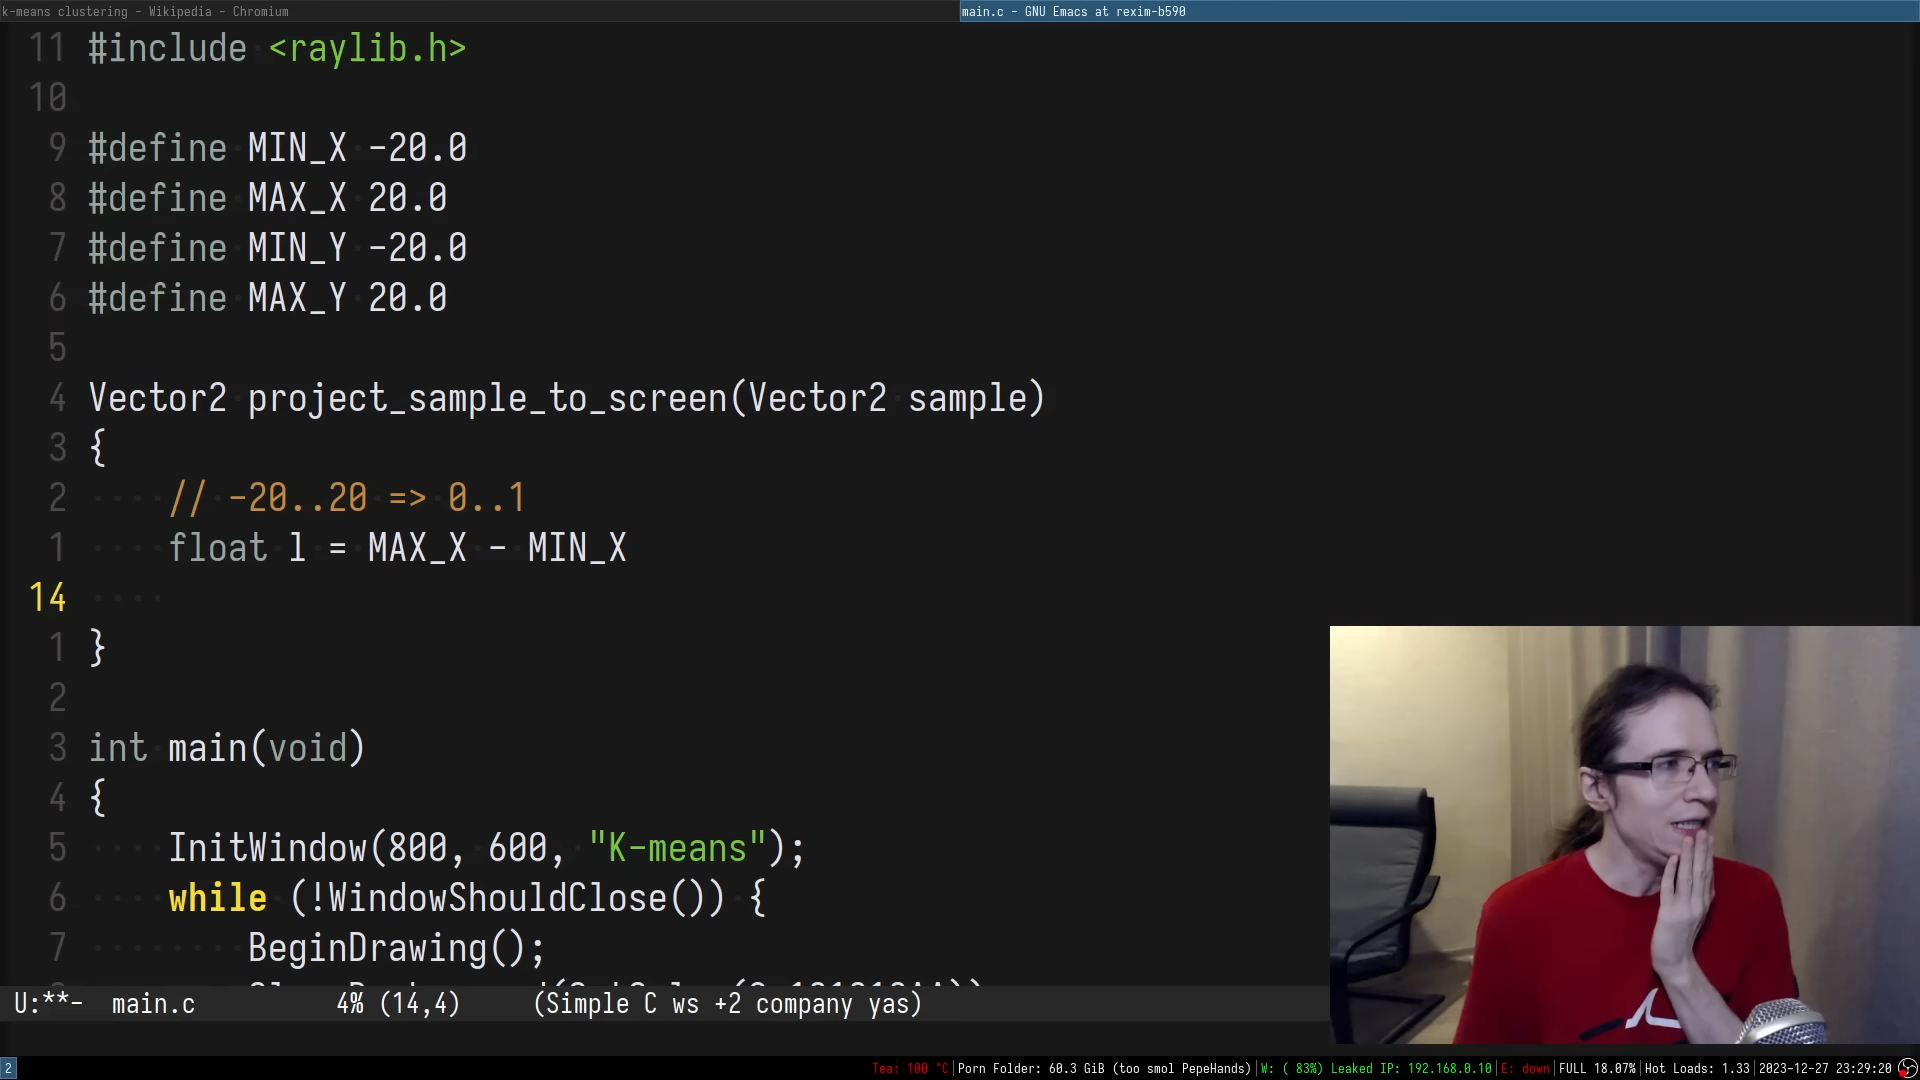 k-means clustering - Wikipedia - Chromium
main.c - GNU Emacs at rexim-b590
11 #include <raylib.h>
10
9 #define MIN_X -20.0
8 #define MAX_X 20.0
7 #define MIN_Y -20.0
6 #define MAX_Y 20.0
5
4 Vector2 project_sample_to_screen(Vector2 sample)
3 {
2 // -20..20 => 0..1
1 float l = MAX_X - MIN_X
14
1 }
2
3 int main(void)
4 {
5 InitWindow(800, 600, "K-means");
6 while (!WindowShouldClose()) {
7 BeginDrawing();
U:**- main.c 4% (14,4) (Simple C ws +2 company yas)
2 Tea: 100 °C|Porn Folder: 60.3 GiB (too smol PepeHands)|W: ( 83%) Leaked IP: 192.168.0.10|E: down|FULL 18.07%|Hot Loads: 1.33|2023-12-27 23:29:20